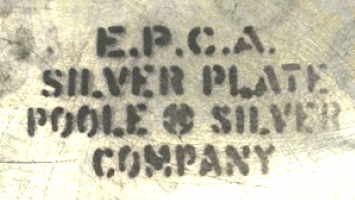 E.P.C.A.
SILVER PLATE
POOLE SILVER
COMPANY